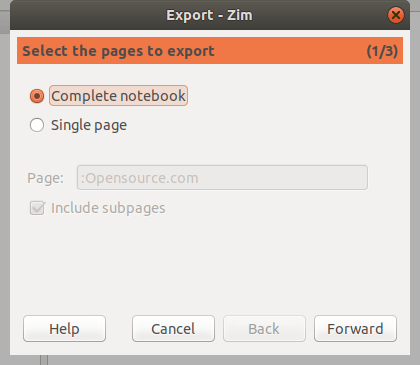 Export - Zim
Select the pages to export (1/3)
Complete notebook
Single page
Page: :Opensource.com
Include subpages
Help Cancel Back Forward